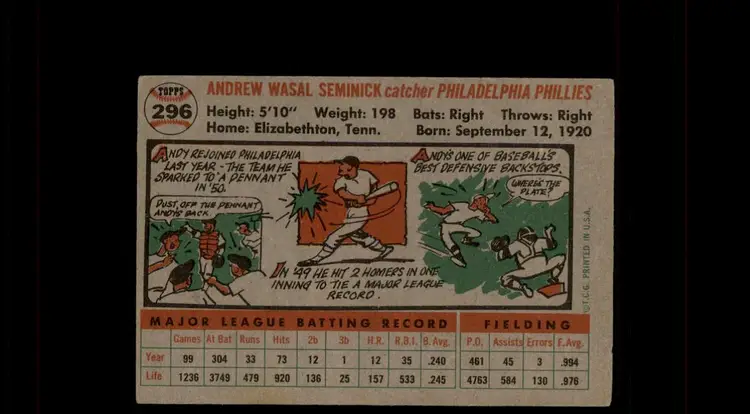 TOPPS
296
ANDREW WASAL SEMINICK catcher PHILADELPHIA PHILLIES
Height: 5'10" Weight: 198 Bats: Right Throws: Right
Home: Elizabethton, Tenn. Born: September 12, 1920
ANDY REJOINED PHILADELPHIA
LAST YEAR - THE TEAM HE
SPARKED TO A PENNANT
IN '50.
DUST OFF THE PENNANT
ANDY'S BACK.
IN '49 HE HIT 2 HOMERS IN ONE
INNING TO TIE A MAJOR LEAGUE
RECORD.
ANDY'S ONE OF BASEBALL'S
BEST DEFENSIVE BACKSTOPS.
WHERE'S THE
PLATE?
©T.C.G. PRINTED IN U.S.A.
MAJOR LEAGUE BATTING RECORD FIELDING
Games At Bat Runs Hits 2b 3b H.R. R.B.I. B. Avg. P.O. Assists Errors F. Avg.
Year 99 304 33 73 12 1 12 35 .240 461 45 3 .994
Life 1236 3749 479 920 136 25 157 533 .245 4763 584 130 .976